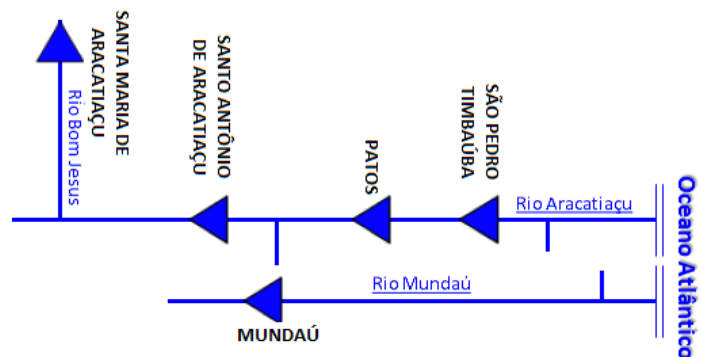 SANTA MARIA DE
ARACATIAÇU
Rio Bom Jesus
SANTO ANTÔNIO
DE ARACATIAÇU
PATOS
SÃO PEDRO
TIMBAÚBA
Rio Aracatiaçu
Oceano Atlântico
Rio Mundaú
MUNDAÚ